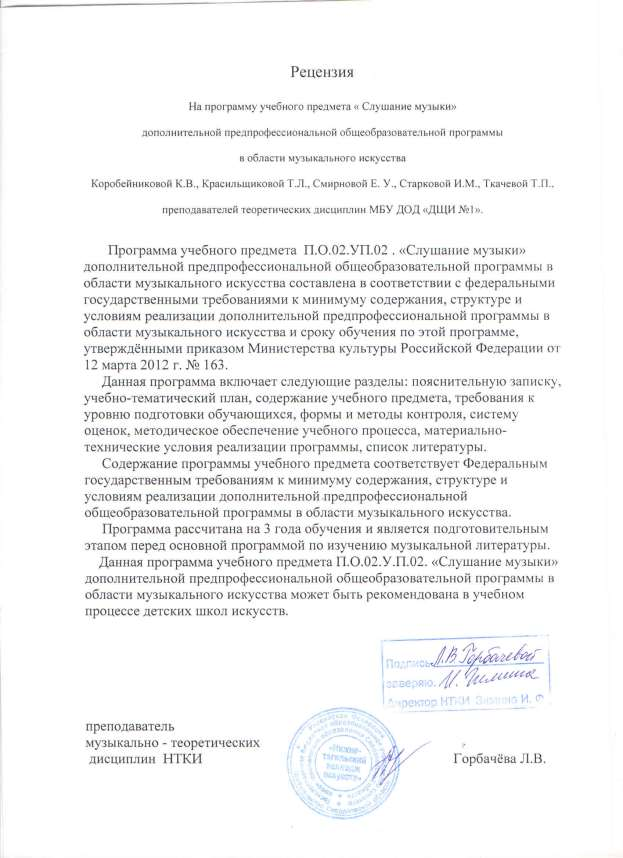 Рецензия
На программу учебного предмета « Слушание музыки»
дополнительной предпрофессиональной общеобразовательной программы
в области музыкального искусства
Коробейниковой К.В., Красильщиковой Т.Л., Смирновой Е. У., Старковой И.М., Ткачевой Т.П.,
преподавателей теоретических дисциплин МБУ ДОД «ДШИ №1».
Программа учебного предмета П.О.02.УП.02 . «Слушание музыки»
дополнительной предпрофессиональной общеобразовательной программы в
области музыкального искусства составлена в соответствии с федеральными
государственными требованиями к минимуму содержания, структуре и
условиям реализации дополнительной предпрофессиональной программы в
области музыкального искусства и сроку обучения по этой программе,
утверждёнными приказом Министерства культуры Российской Федерации от
12 марта 2012 г. № 163.
Данная программа включает следующие разделы: пояснительную записку,
учебно-тематический план, содержание учебного предмета, требования к
уровню подготовки обучающихся, формы и методы контроля, систему
оценок, методическое обеспечение учебного процесса, материально-
технические условия реализации программы, список литературы.
Содержание программы учебного предмета соответствует Федеральным
государственным требованиям к минимуму содержания, структуре и
условиям реализации дополнительной предпрофессиональной
общеобразовательной программы в области музыкального искусства.
Программа рассчитана на 3 года обучения и является подготовительным
этапом перед основной программой по изучению музыкальной литературы.
Данная программа учебного предмета П.О.02.У.П.02. «Слушание музыки»
дополнительной предпрофессиональной общеобразовательной программы в
области музыкального искусства может быть рекомендована в учебном
процессе детских школ искусств.
Подпись Л.В. Горбачевой
заверяю.
Директор НТКИ
«Нижне-
тагильский
колледж
искусств»
преподаватель
музыкально - теоретических
дисциплин НТКИ
Горбачёва Л.В.